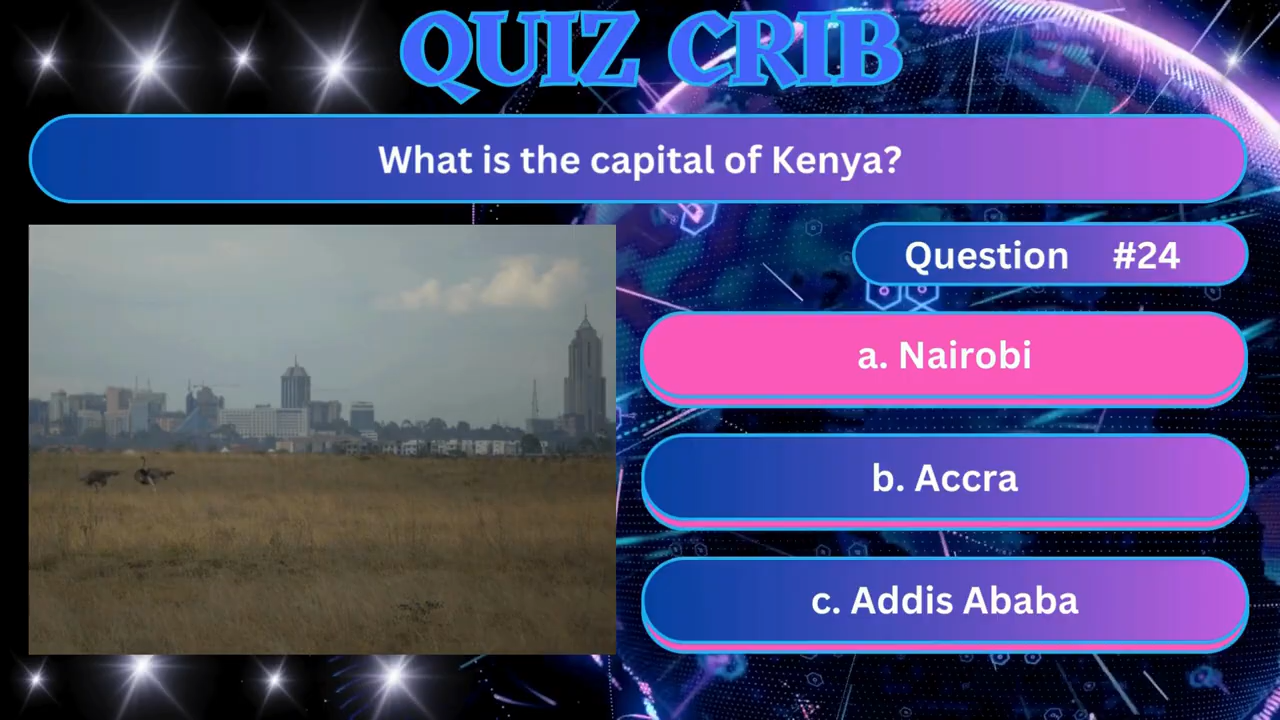 QUIZ CRIB
What is the capital of Kenya?
Question #24
a. Nairobi
b. Accra
c. Addis Ababa